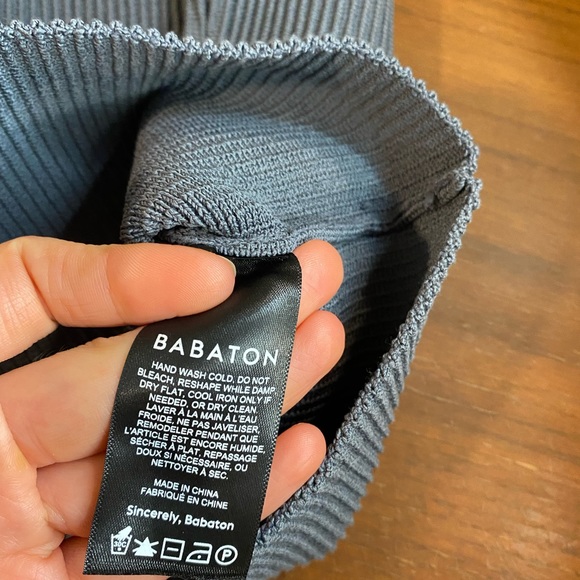 BABATON
HAND WASH COLD, DO NOT
BLEACH, RESHAPE WHILE DAMP,
DRY FLAT, COOL IRON ONLY IF
NEEDED, OR DRY CLEAN
LAVER À LA MAIN À L'EAU
FROIDE, NE PAS JAVELISER,
REMODELER PENDANT QUE
L'ARTICLE EST ENCORE HUMIDE,
SÉCHER À PLAT, REPASSAGE
DOUX SI NÉCESSAIRE, OU
NETTOYER À SEC.
MADE IN CHINA
FABRIQUÉ EN CHINE
Sincerely, Babaton
30C
P